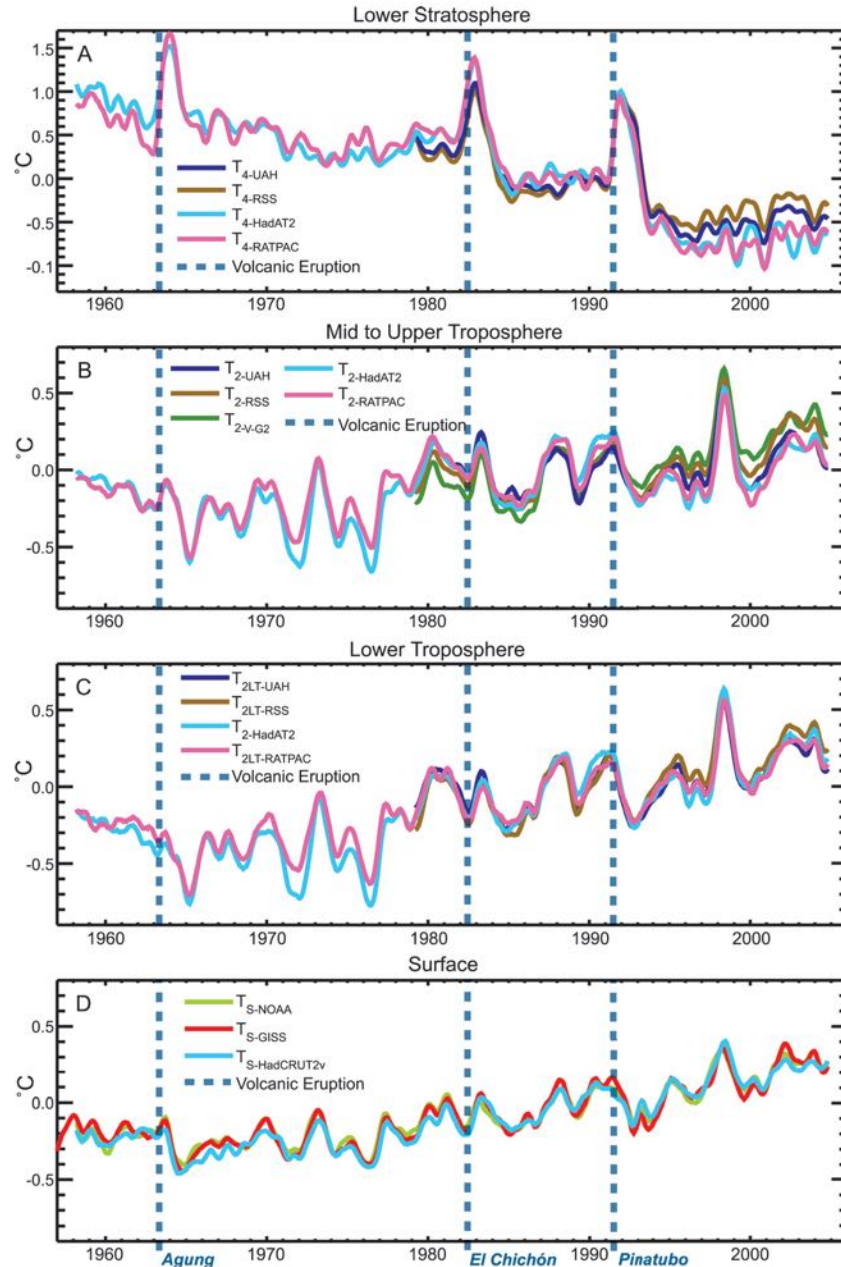 Lower Stratosphere
A
1.5
1.0
0.5
0.0
-0.5
-0.1
°C
T4-UAH
T4-RSS
T4-HadAT2
T4-RATPAC
Volcanic Eruption
1960 1970 1980 1990 2000
Mid to Upper Troposphere
B
0.5
0.0
-0.5
°C
T2-UAH T2-HadAT2
T2-RSS T2-RATPAC
T2-V-G2 Volcanic Eruption
1960 1970 1980 1990 2000
Lower Troposphere
C
0.5
0.0
-0.5
°C
T2LT-UAH
T2LT-RSS
T2-HadAT2
T2LT-RATPAC
Volcanic Eruption
1960 1970 1980 1990 2000
Surface
D
0.5
0.0
-0.5
°C
TS-NOAA
TS-GISS
TS-HadCRUT2v
Volcanic Eruption
1960 1970 1980 1990 2000
Agung El Chichón Pinatubo